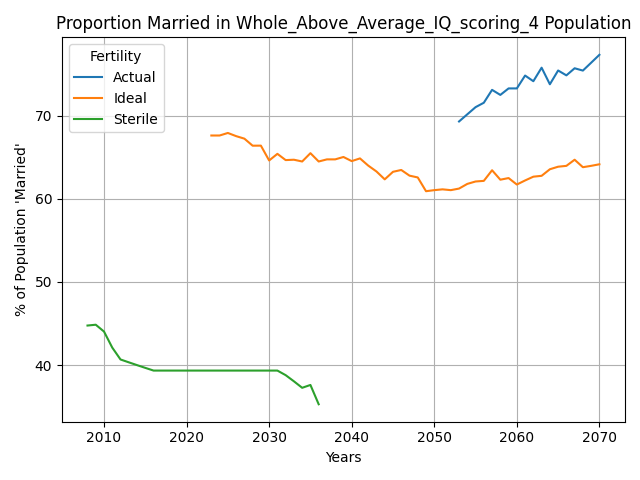 Proportion Married in Whole_Above_Average_IQ_scoring_4 Population
Fertility
Actual
Ideal
Sterile
% of Population 'Married'
70
60
50
40
2010 2020 2030 2040 2050 2060 2070
Years